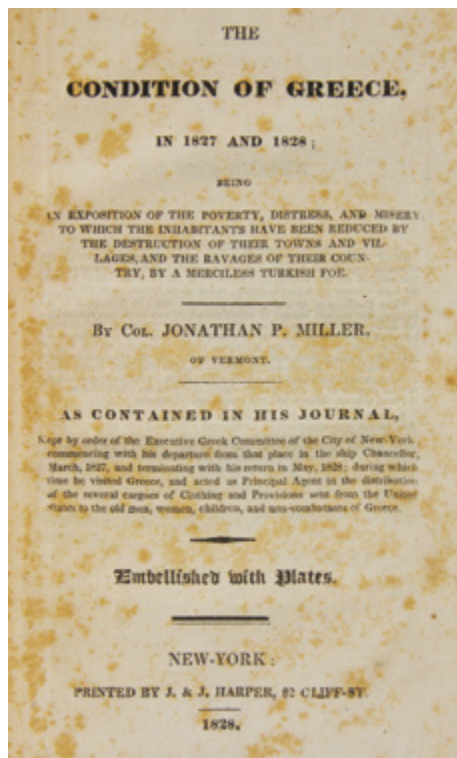 THE
CONDITION OF GREECE,
IN 1827 AND 1828;
BEING
AN EXPOSITION OF THE POVERTY, DISTRESS, AND MISERY
TO WHICH THE INHABITANTS HAVE BEEN REDUCED BY
THE DESTRUCTION OF THEIR TOWNS AND VIL-
LAGES, AND THE RAVAGES OF THEIR COUN-
TRY, BY A MERCILESS TURKISH FOE.
BY COL. JONATHAN P. MILLER,
OF VERMONT.
AS CONTAINED IN HIS JOURNAL,
Kept by order of the Executive Greek Committee of the City of New-York
commencing with his departure from that place in the ship Chancellor,
March, 1827, and terminating with his return in May, 1828; during which
time he visited Greece, and acted as Principal Agent in the distribution
of the several cargoes of Clothing and Provisions sent from the United
States to the old men, women, children, and non-combatants of Greece.
Embellished with Plates.
NEW-YORK:
PRINTED BY J. & J. HARPER, 82 CLIFF-ST.
1828.